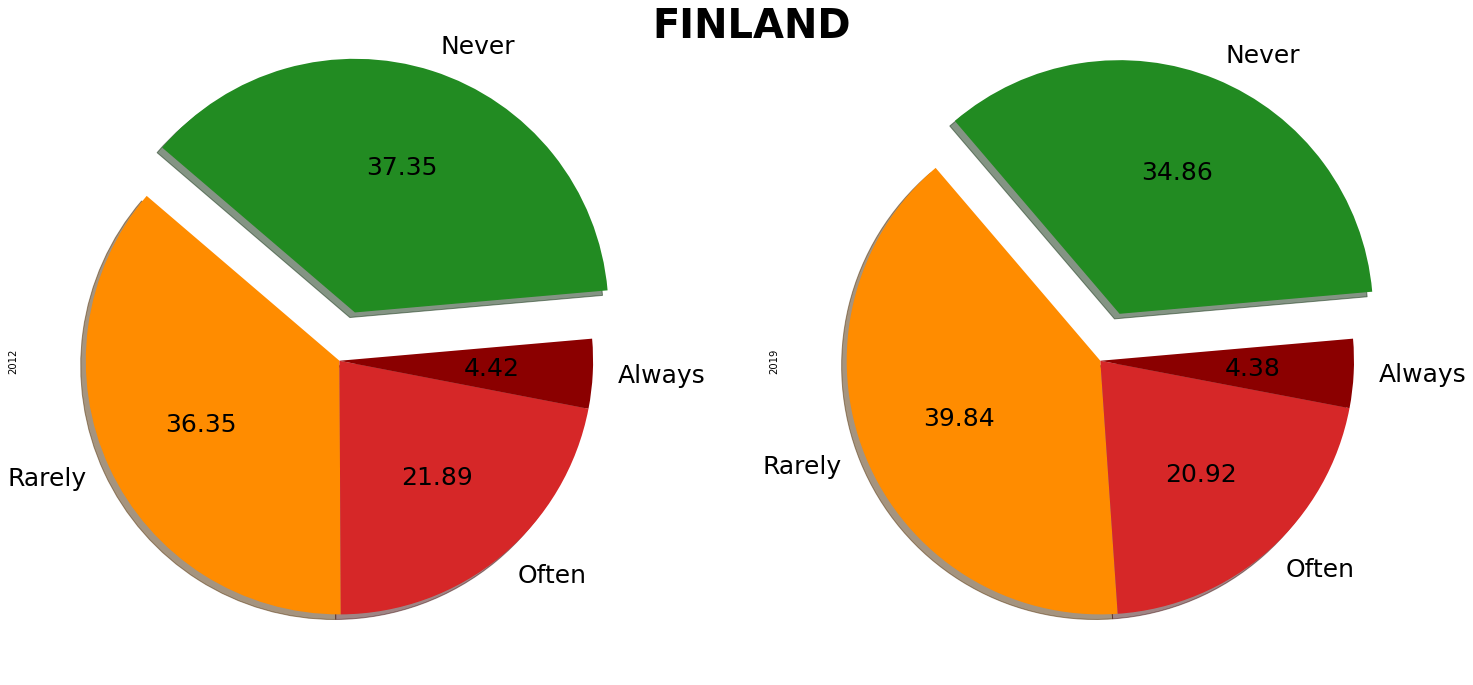 FINLAND
Never
37.35
2012
4.42
Always
36.35
Rarely
21.89
Often
Never
34.86
2019
4.38
Always
39.84
Rarely
20.92
Often